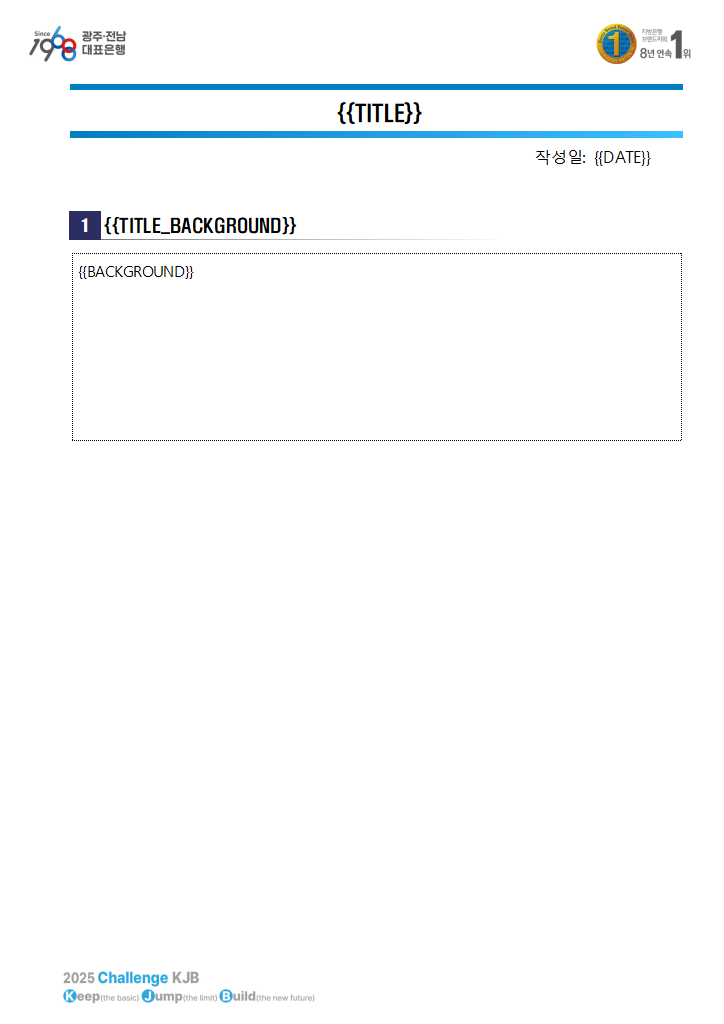 Since
1968
광주·전남
대표은행
1
지방은행
브랜드파워
8년 연속 1위
{{TITLE}}
작성일: {{DATE}}
1 {{TITLE_BACKGROUND}}
{{BACKGROUND}}
2025 Challenge KJB
Keep(the basic) Jump(the limit) Build(the new future)